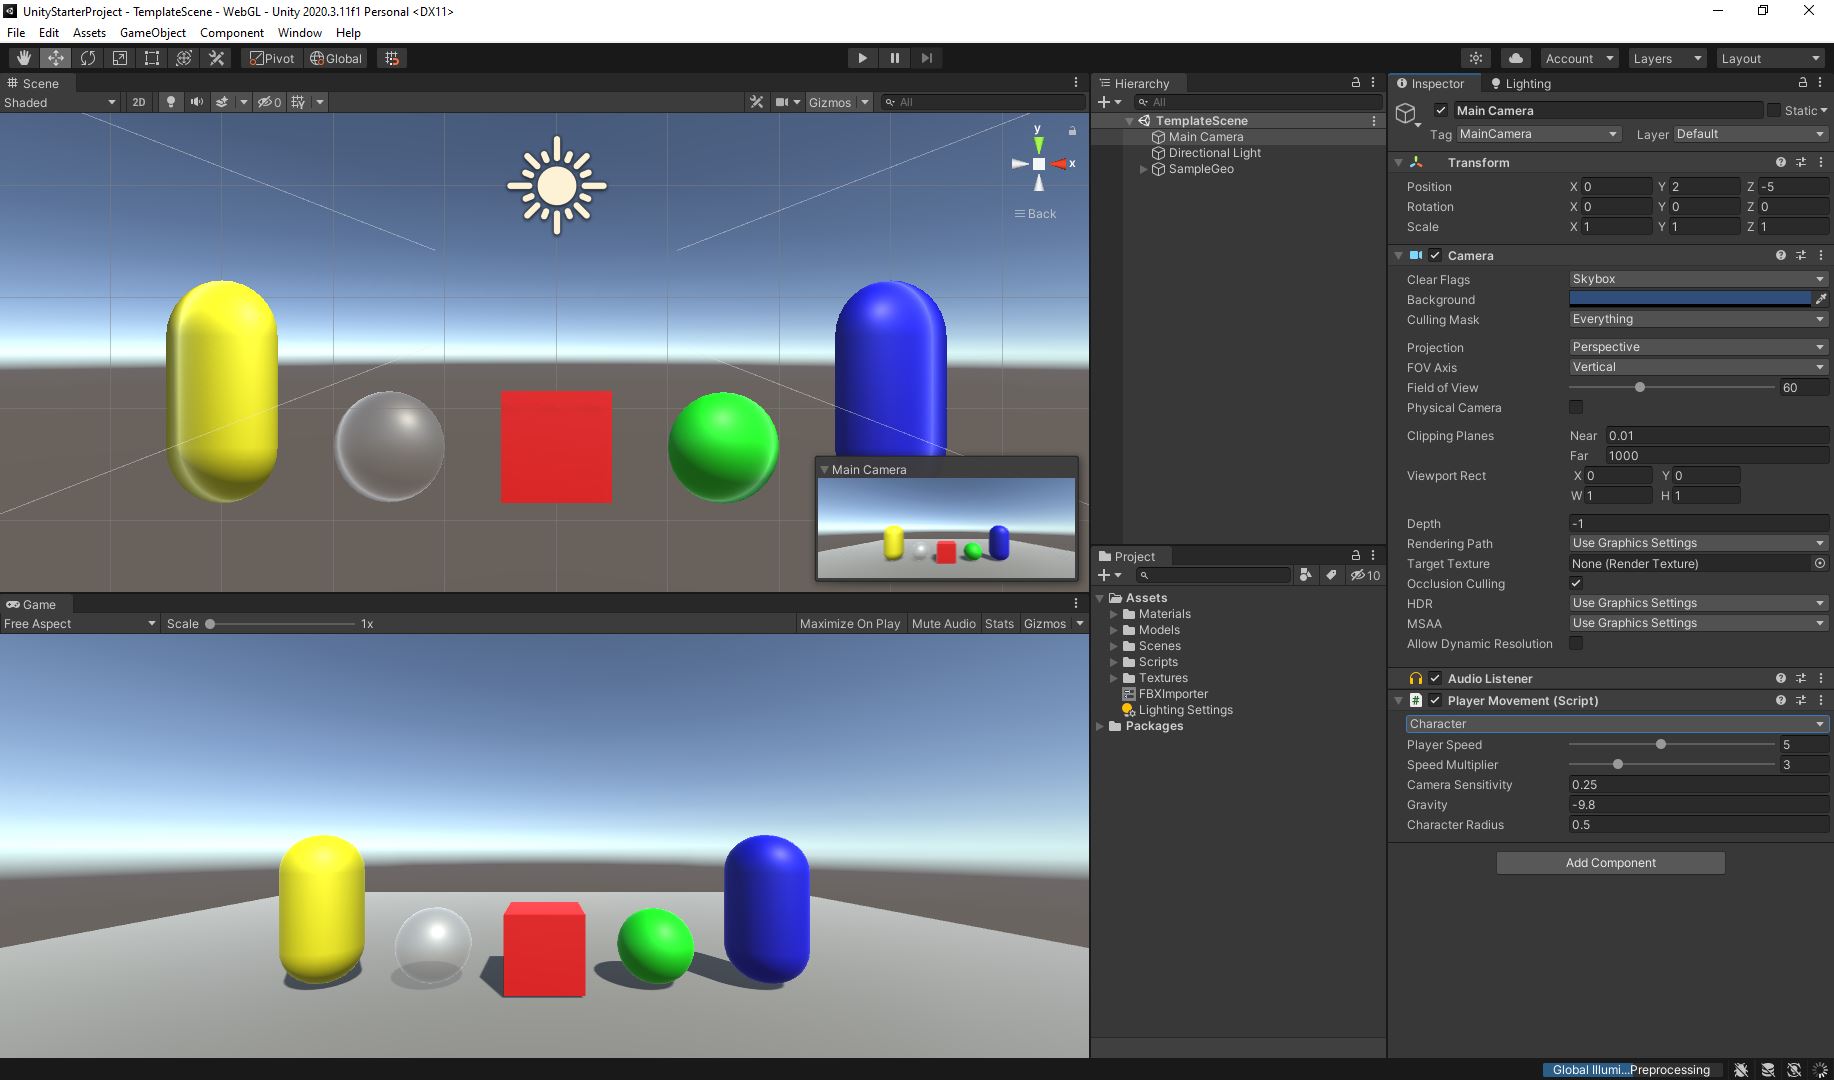 UnityStarterProject - TemplateScene - WebGL - Unity 2020.3.11f1 Personal <DX11>
File Edit Assets GameObject Component Window Help
Pivot Global Account Layers Layout
Scene
Shaded 2D 0 Gizmos All
y
x
Back
Main Camera
Game
Free Aspect Scale 1x Maximize On Play Mute Audio Stats Gizmos
Hierarchy
All
TemplateScene
Main Camera
Directional Light
SampleGeo
Project
10
Assets
Materials
Models
Scenes
Scripts
Textures
FBXImporter
Lighting Settings
Packages
Inspector Lighting
Main Camera Static
Tag MainCamera Layer Default
Transform
Position X 0 Y 2 Z -5
Rotation X 0 Y 0 Z 0
Scale X 1 Y 1 Z 1
Camera
Clear Flags Skybox
Background
Culling Mask Everything
Projection Perspective
FOV Axis Vertical
Field of View 60
Physical Camera
Clipping Planes Near 0.01
Far 1000
Viewport Rect X 0 Y 0
W 1 H 1
Depth -1
Rendering Path Use Graphics Settings
Target Texture None (Render Texture)
Occlusion Culling
HDR Use Graphics Settings
MSAA Use Graphics Settings
Allow Dynamic Resolution
Audio Listener
# Player Movement (Script)
Character
Player Speed 5
Speed Multiplier 3
Camera Sensitivity 0.25
Gravity -9.8
Character Radius 0.5
Add Component
Global Illumi...Preprocessing